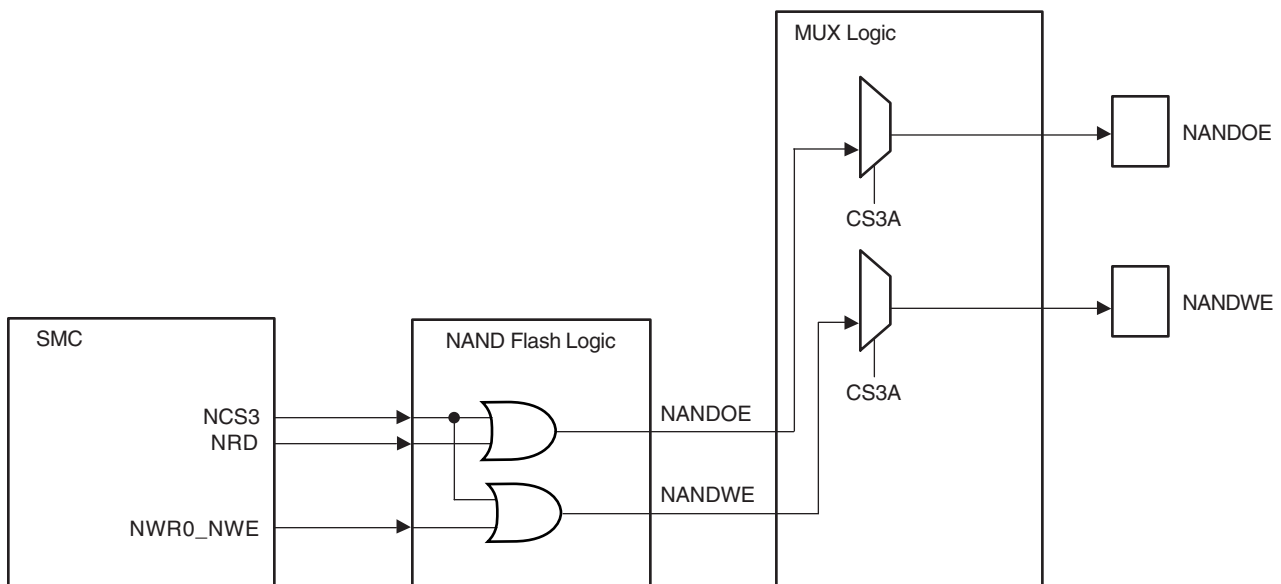 MUX Logic
NANDOE
CS3A
NANDWE
SMC
NAND Flash Logic
CS3A
NCS3
NANDOE
NRD
NANDWE
NWR0_NWE